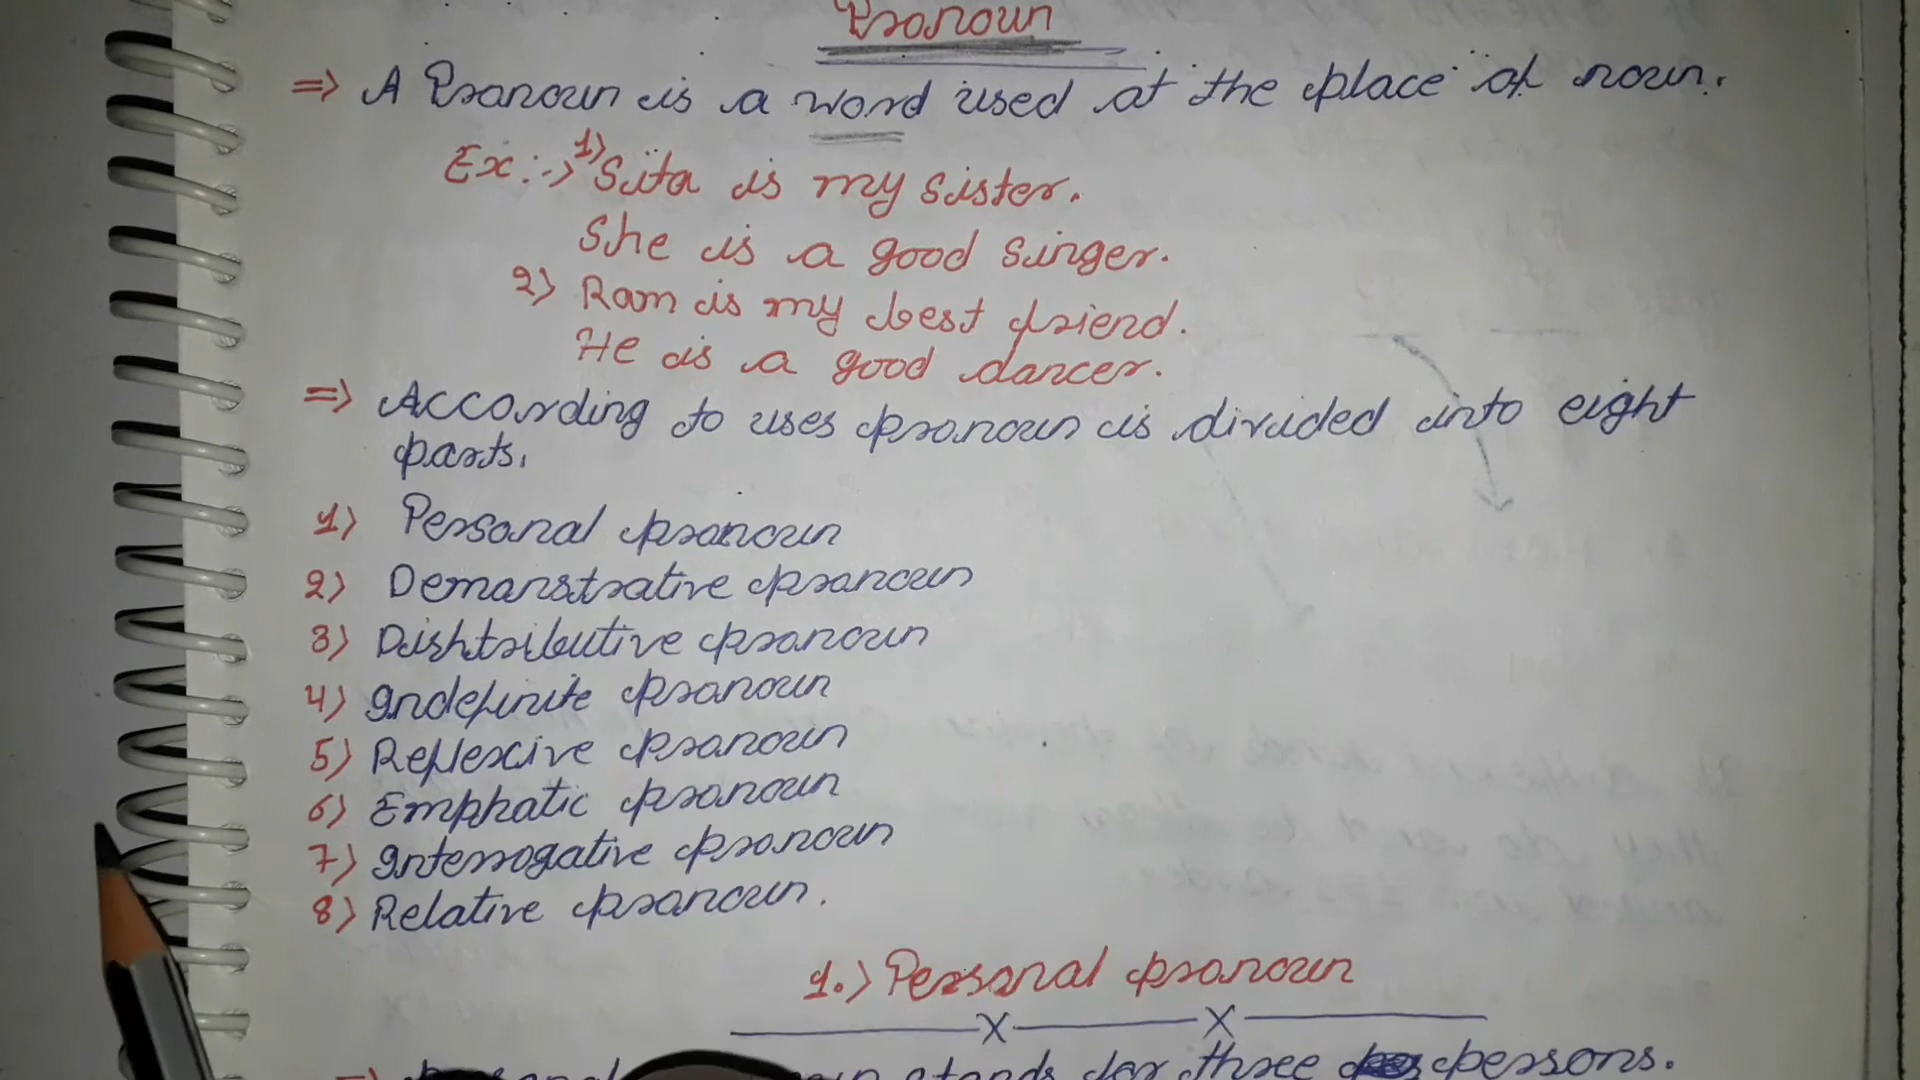 Pronoun
=> A Pronoun is a word used at the place of noun.
Ex:-> 1) Sita is my sister.
She is a good singer.
2) Ram is my best friend.
He is a good dancer.
=> According to uses pronoun is divided into eight
parts.
1) Personal pronoun
2) Demanstrative pronoun
3) Dishtributive pronoun
4) Indefinite pronoun
5) Reflexive pronoun
6) Emphatic pronoun
7) Interrogative pronoun
8) Relative pronoun.
1.) Personal pronoun
=> stands for three persons.